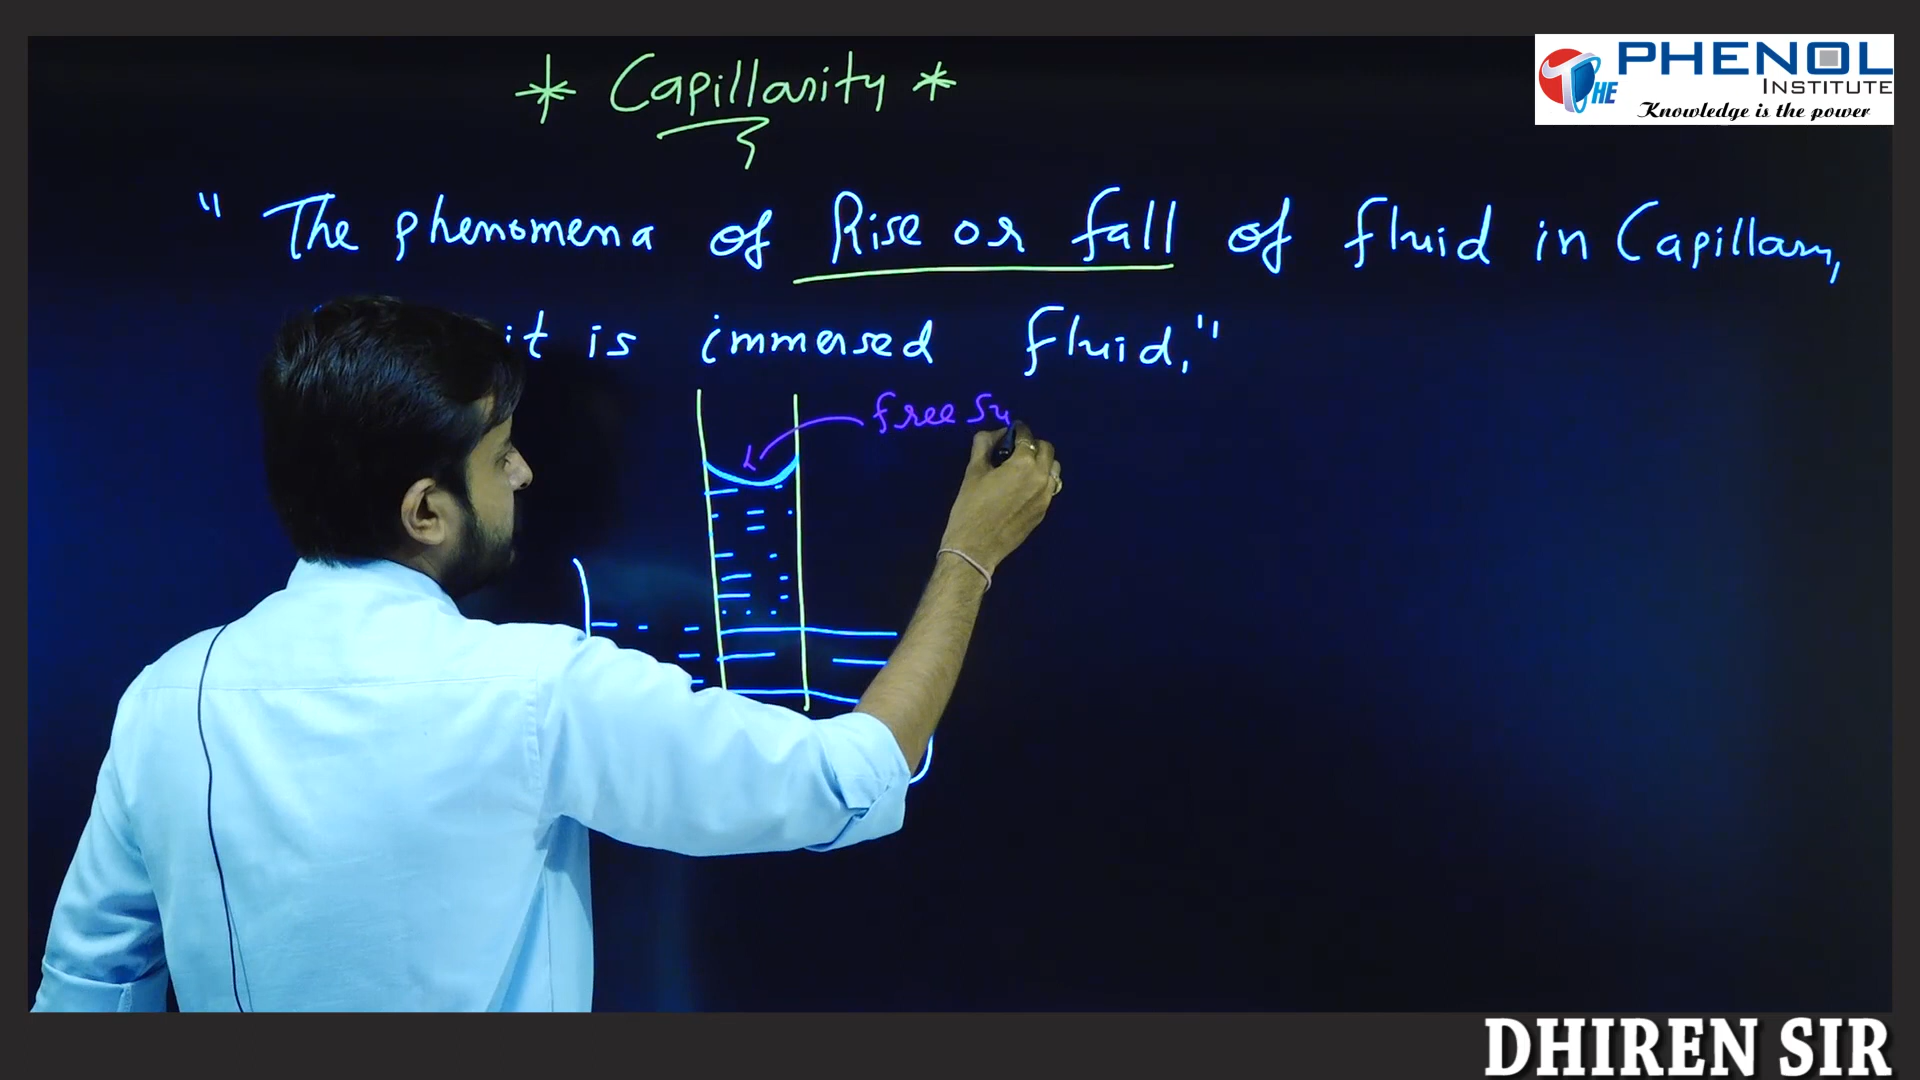 * Capillarity *
THE PHENOL
INSTITUTE
Knowledge is the power
" The phenomena of Rise or fall of fluid in Capillary,
it is immersed fluid."
free Su
DHIREN SIR